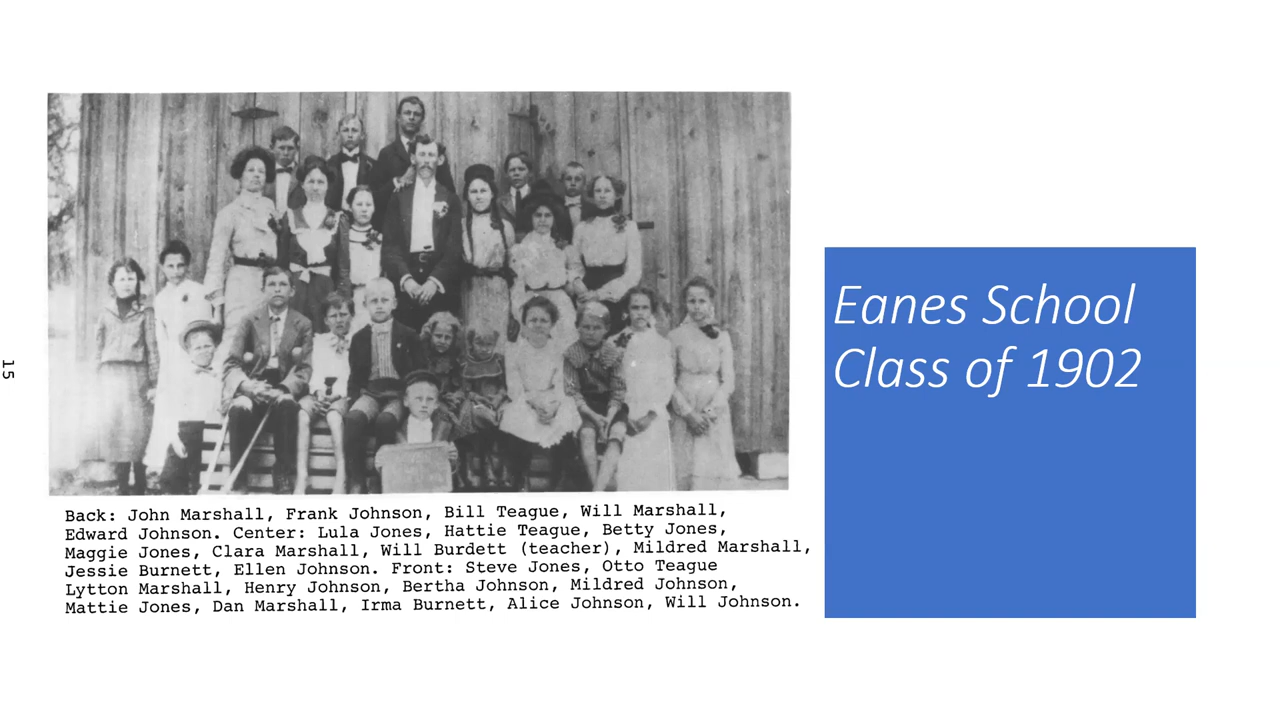 15
Back: John Marshall, Frank Johnson, Bill Teague, Will Marshall,
Edward Johnson. Center: Lula Jones, Hattie Teague, Betty Jones,
Maggie Jones, Clara Marshall, Will Burdett (teacher), Mildred Marshall,
Jessie Burnett, Ellen Johnson. Front: Steve Jones, Otto Teague
Lytton Marshall, Henry Johnson, Bertha Johnson, Mildred Johnson,
Mattie Jones, Dan Marshall, Irma Burnett, Alice Johnson, Will Johnson.
Eanes School
Class of 1902